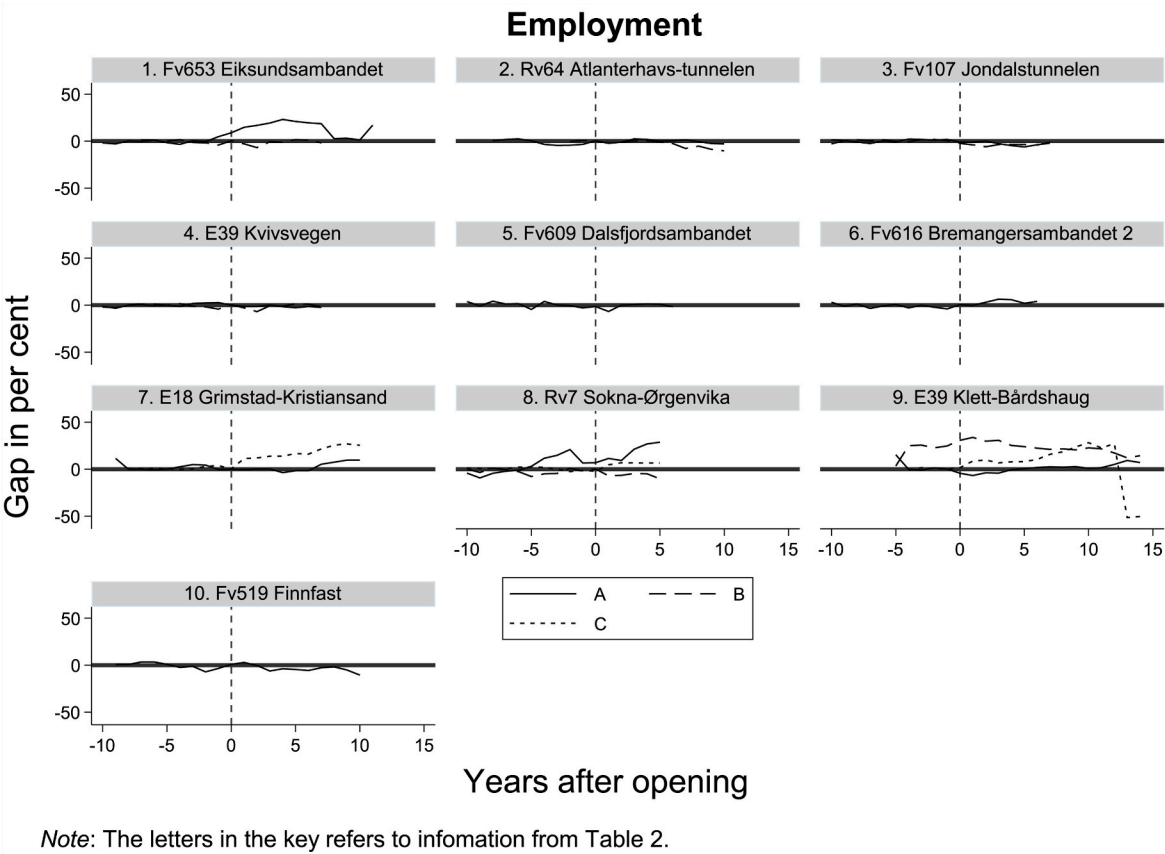 Employment
1. Fv653 Eiksundsambandet
2. Rv64 Atlanterhavs-tunnelen
3. Fv107 Jondalstunnelen
50
0
-50
4. E39 Kvivsvegen
5. Fv609 Dalsfjordsambandet
6. Fv616 Bremangersambandet 2
50
0
-50
Gap in per cent
7. E18 Grimstad-Kristiansand
8. Rv7 Sokna-Ørgenvika
9. E39 Klett-Bårdshaug
50
0
-50
-10 -5 0 5 10 15
-10 -5 0 5 10 15
10. Fv519 Finnfast
50
0
-50
-10 -5 0 5 10 15
A B
C
Years after opening
Note: The letters in the key refers to infomation from Table 2.